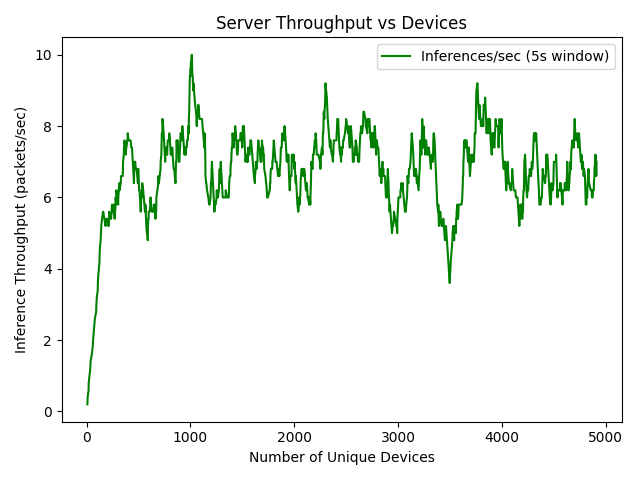 Server Throughput vs Devices
Inferences/sec (5s window)
Inference Throughput (packets/sec)
10
8
6
4
2
0
0 1000 2000 3000 4000 5000
Number of Unique Devices